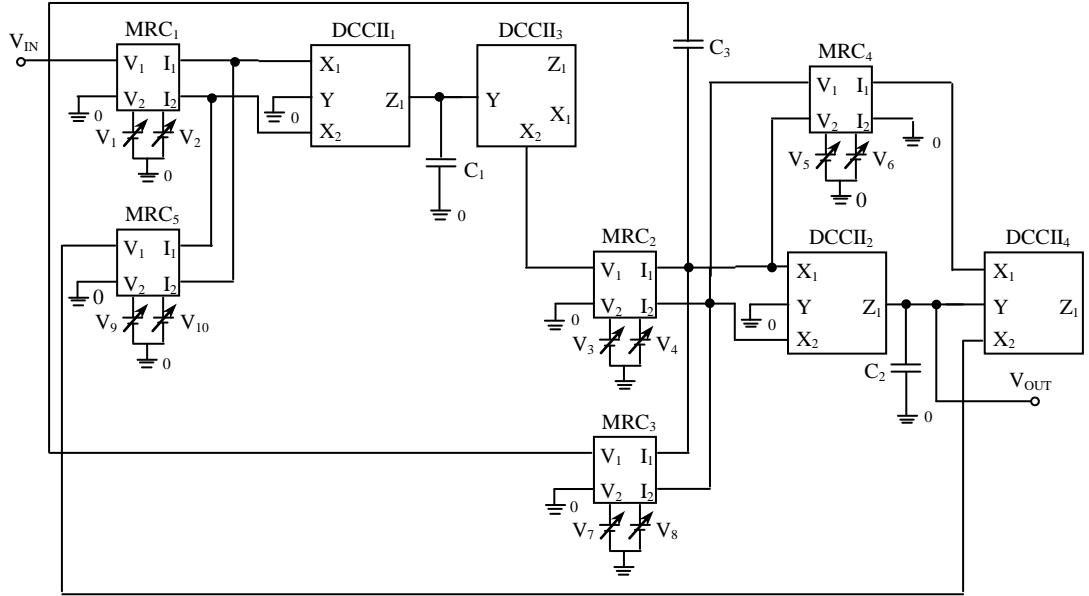 V_IN
MRC₁
V₁ I₁
V₂ I₂
0
V₁ V₂
0
DCCII₁
X₁
Y Z₁
X₂
0
C₁
0
DCCII₃
Z₁
Y
X₁
X₂
C₃
MRC₄
V₁ I₁
V₂ I₂
0
V₅ V₆
0
MRC₅
V₁ I₁
V₂ I₂
0
V₉ V₁₀
0
MRC₂
V₁ I₁
V₂ I₂
0
V₃ V₄
DCCII₂
X₁
Y Z₁
X₂
0
C₂
0
DCCII₄
X₁
Y Z₁
X₂
V_OUT
MRC₃
V₁ I₁
V₂ I₂
0
V₇ V₈